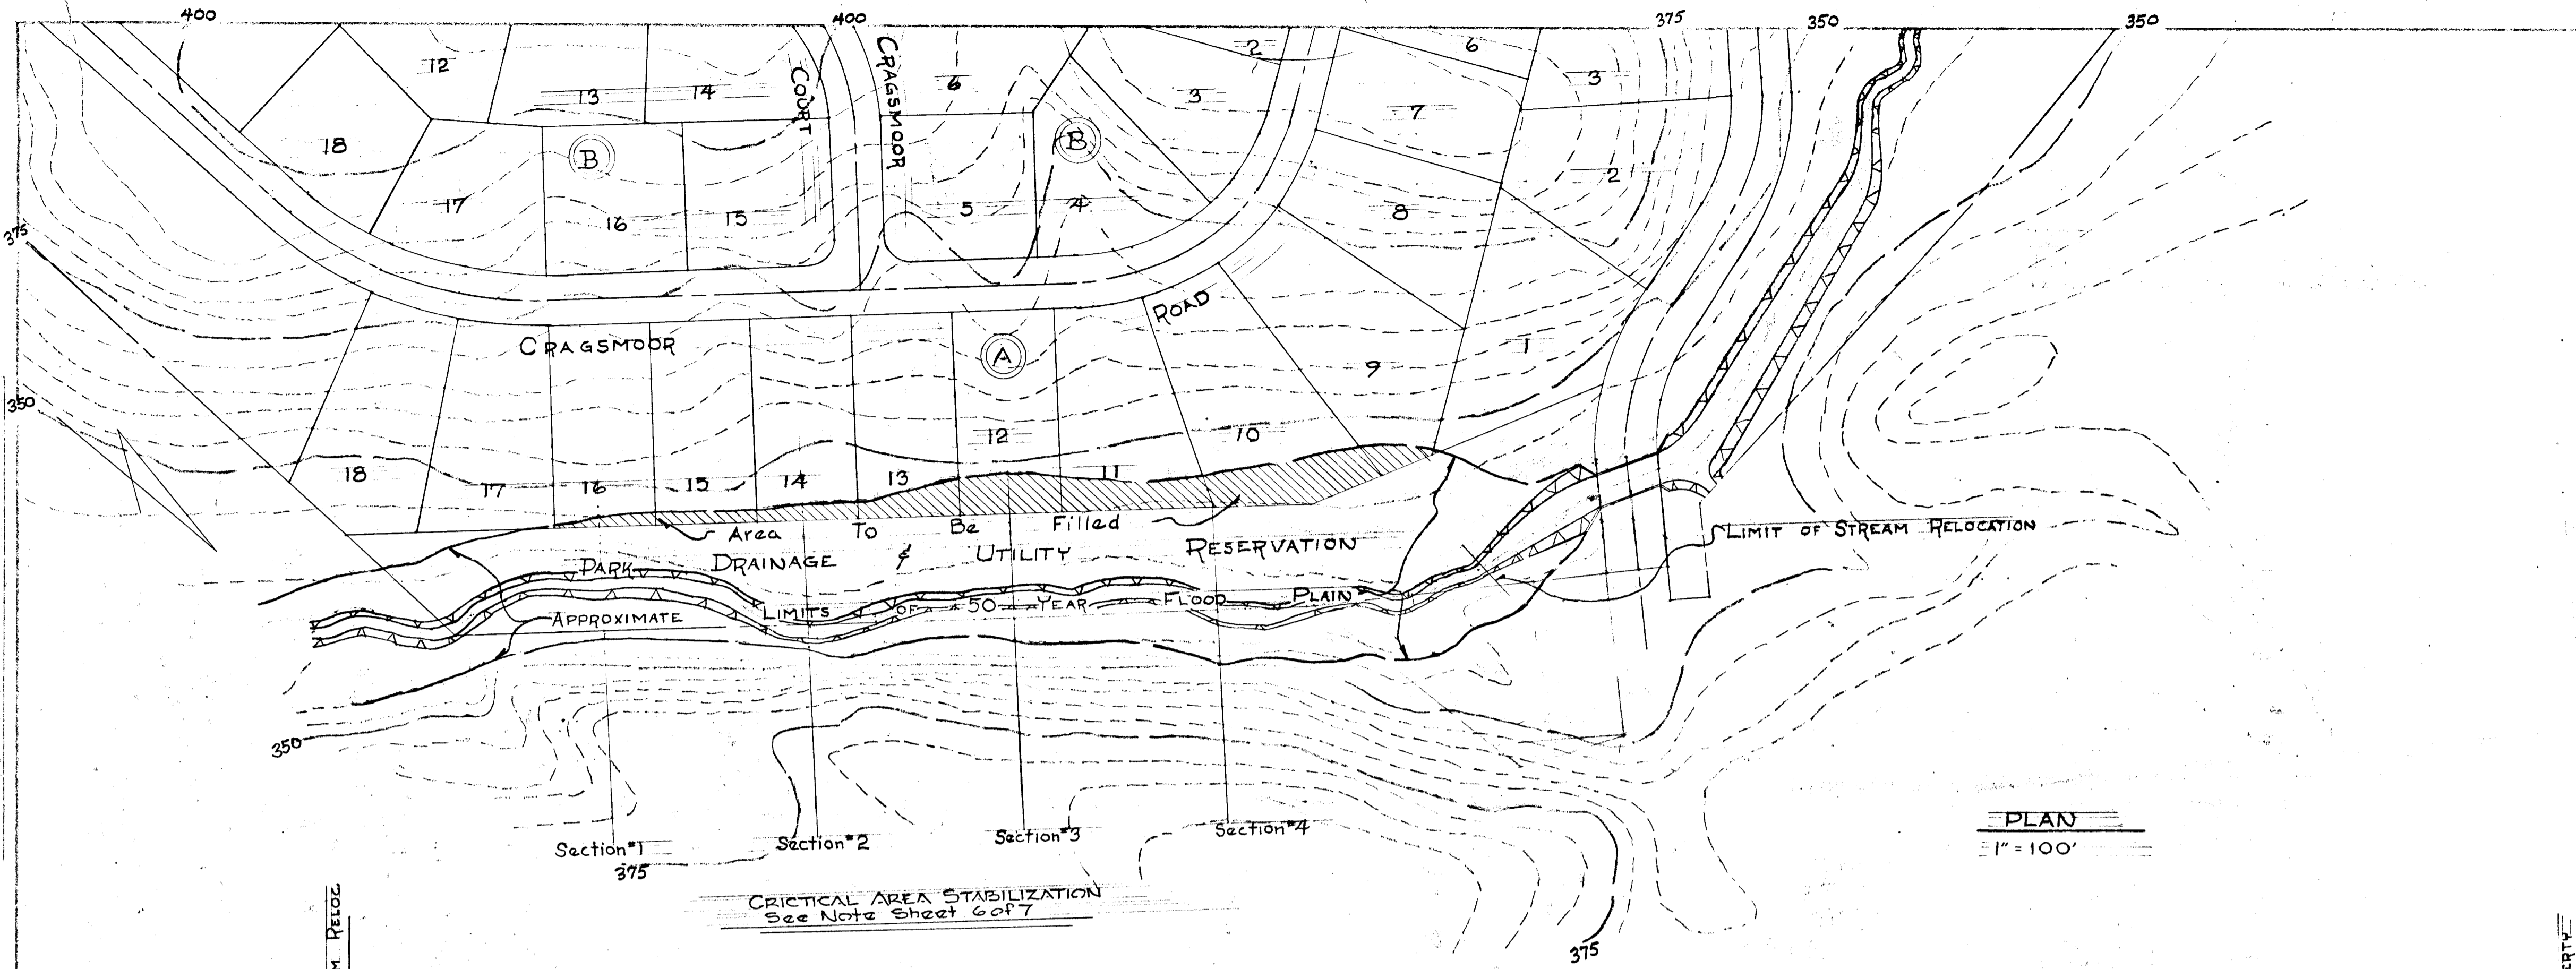 400
400
375
350
350
12
13
14
COURT
CRAGSMOOR
6
2
3
6
7
3
18
B
B
17
16
15
5
4
8
2
375
CRAGSMOOR
ROAD
A
9
1
350
18
17
16
15
14
13
12
11
10
Area To Be Filled
PARK DRAINAGE & UTILITY RESERVATION
LIMIT OF STREAM RELOCATION
APPROXIMATE LIMITS OF 50 YEAR FLOOD PLAIN
350
Section #1
Section #2
Section #3
Section #4
375
PLAN
1" = 100'
CRICTICAL AREA STABILIZATION
See Note Sheet 6 of 7
375
M RELOC
ERTY